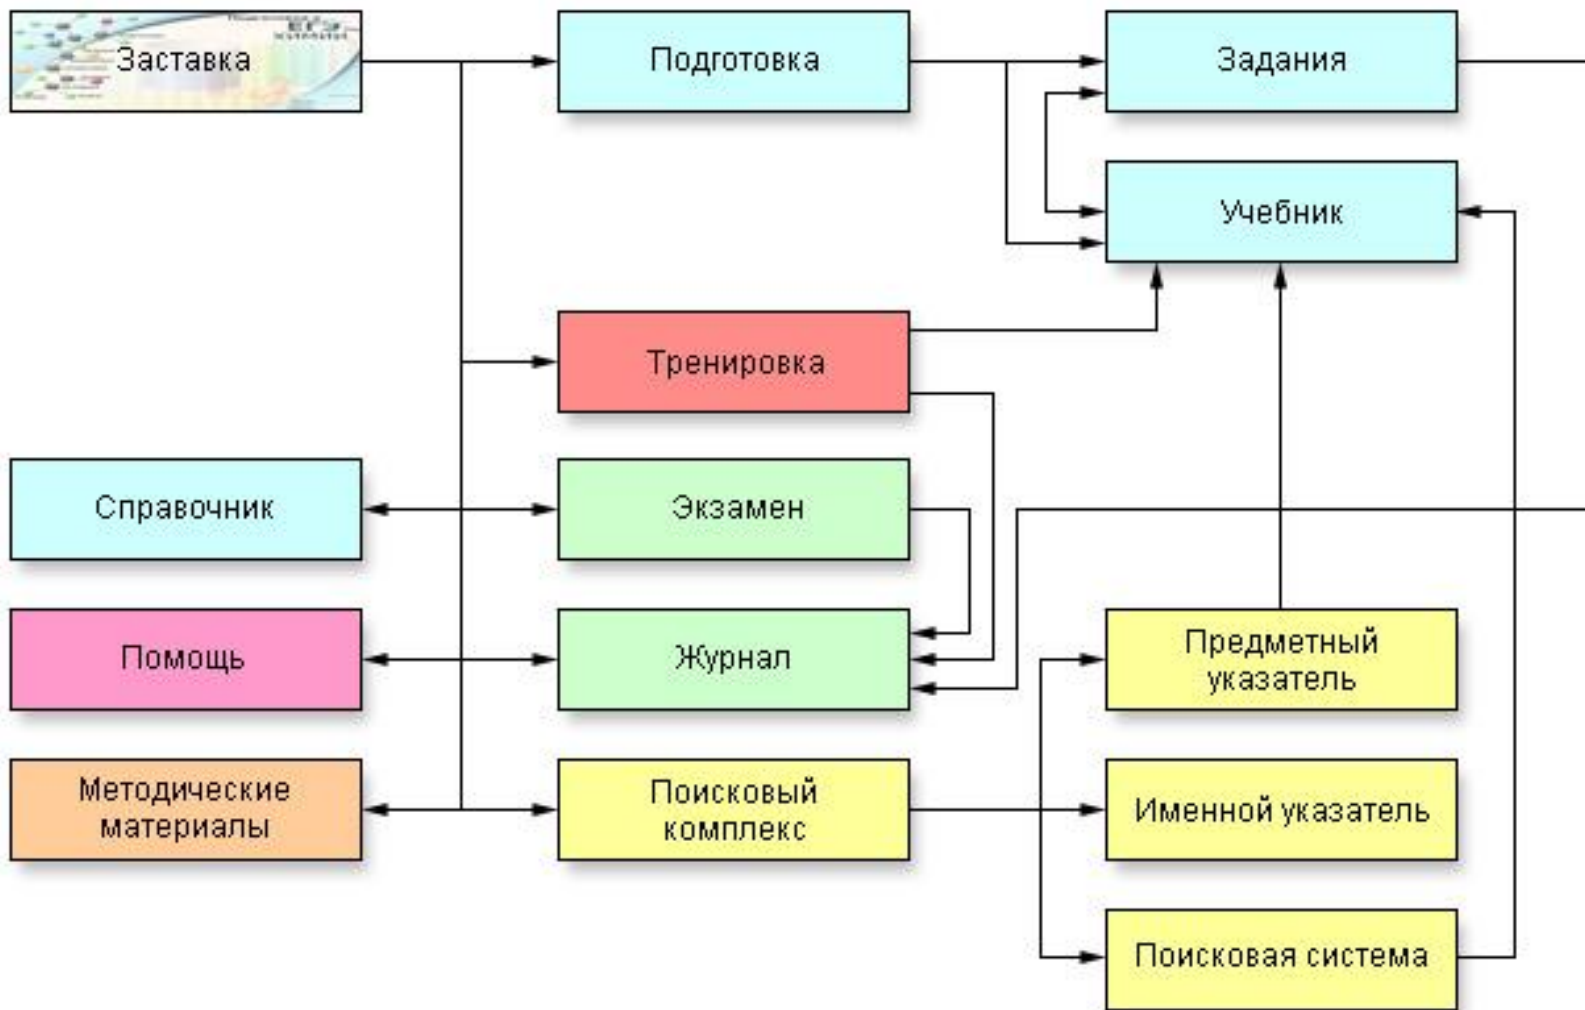 ЕГЭ
Заставка
Подготовка
Задания
Учебник
Тренировка
Справочник
Экзамен
Помощь
Журнал
Предметный
указатель
Методические
материалы
Поисковый
комплекс
Именной указатель
Поисковая система